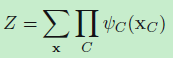 Z = ∑_𝐱 ∏_C ψ_C(𝐱_C)